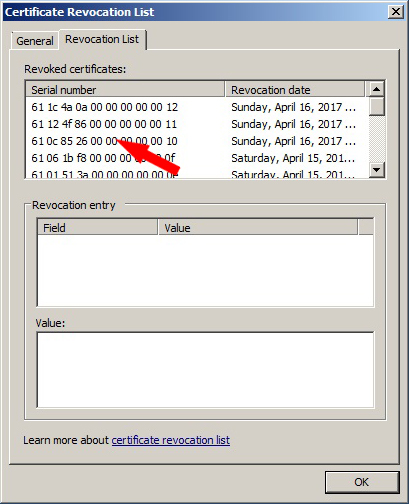 Certificate Revocation List
General
Revocation List
Revoked certificates:
Serial number Revocation date
61 1c 4a 0a 00 00 00 00 00 12 Sunday, April 16, 2017 ...
61 12 4f 86 00 00 00 00 00 11 Sunday, April 16, 2017 ...
61 0c 85 26 00 00 00 00 00 10 Sunday, April 16, 2017 ...
61 06 1b f8 00 00 00 0f Saturday, April 15, 201...
61 01 51 3a 00 00 00 00 00 Saturday, April 15, 201...
Revocation entry
Field Value
Value:
Learn more about certificate revocation list
OK